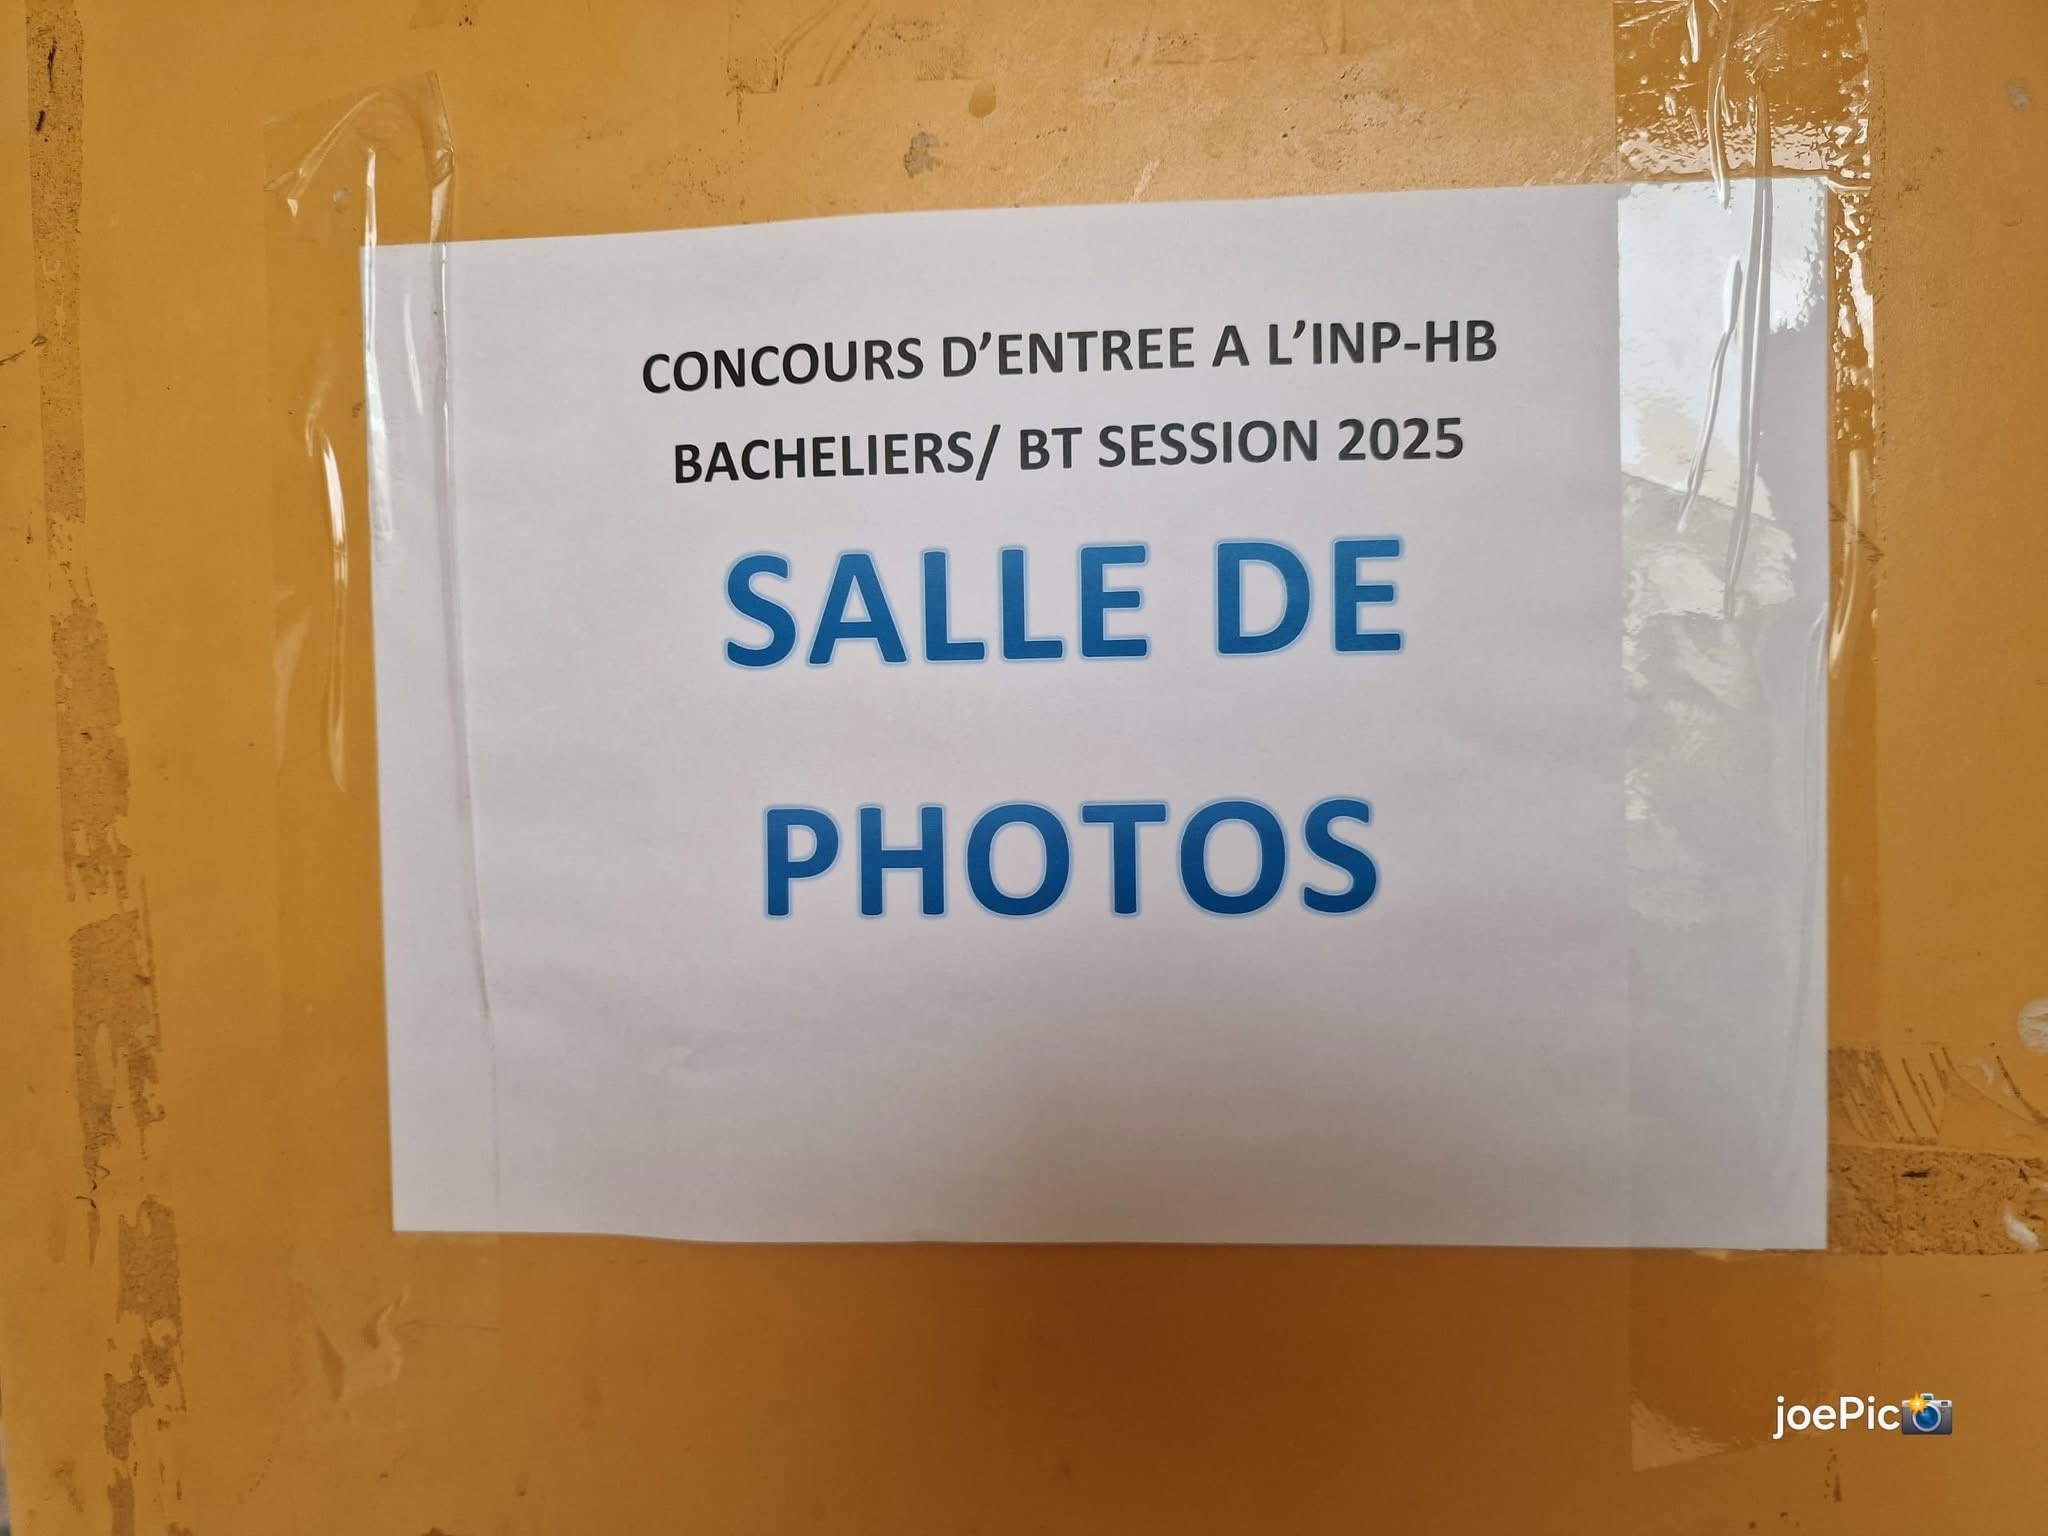 CONCOURS D’ENTREE A L’INP-HB
BACHELIERS/ BT SESSION 2025
SALLE DE
PHOTOS
joePic